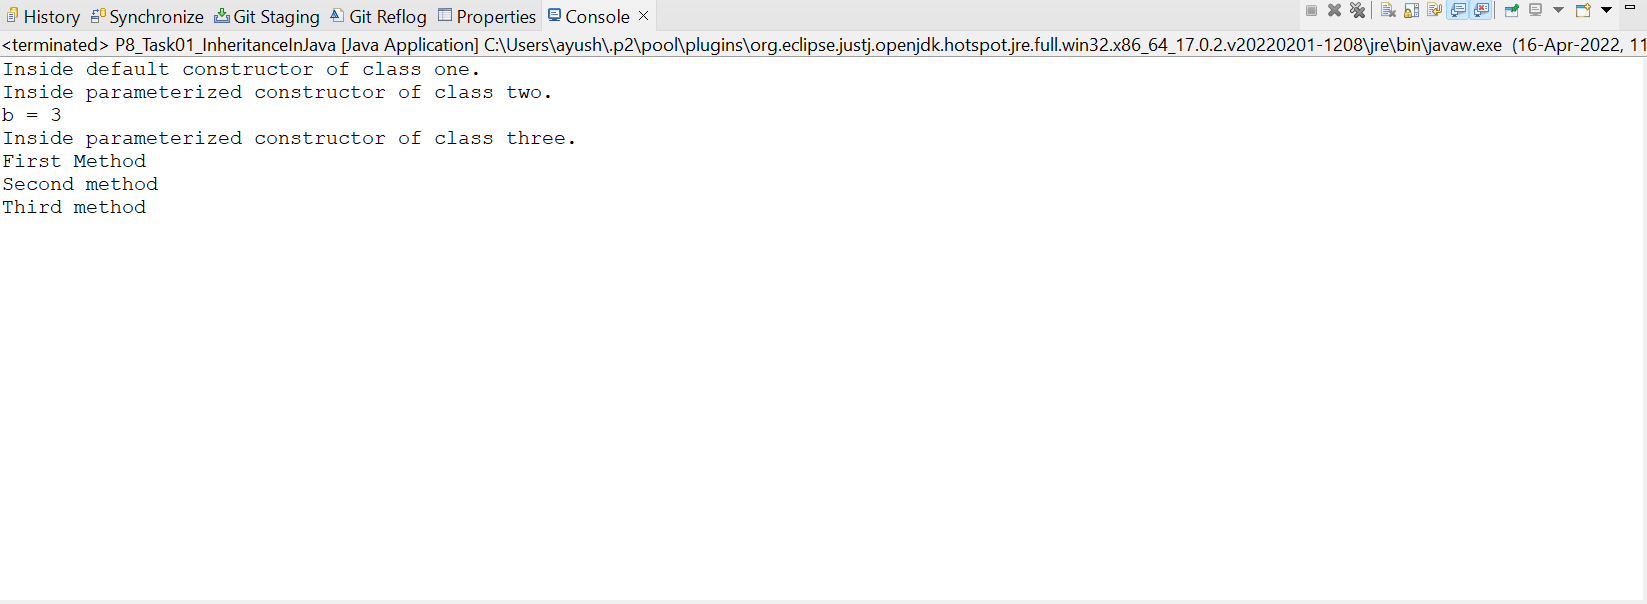 History Synchronize Git Staging Git Reflog Properties Console
<terminated> P8_Task01_InheritanceInJava [Java Application] C:\Users\ayush\.p2\pool\plugins\org.eclipse.justj.openjdk.hotspot.jre.full.win32.x86_64_17.0.2.v20220201-1208\jre\bin\javaw.exe (16-Apr-2022, 11
Inside default constructor of class one.
Inside parameterized constructor of class two.
b = 3
Inside parameterized constructor of class three.
First Method
Second method
Third method